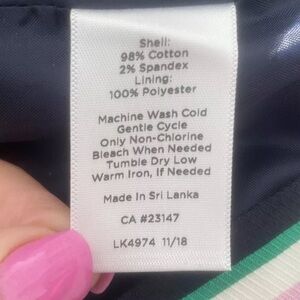 Shell:
98% Cotton
2% Spandex
Lining:
100% Polyester
Machine Wash Cold
Gentle Cycle
Only Non-Chlorine
Bleach When Needed
Tumble Dry Low
Warm Iron, If Needed
Made In Sri Lanka
CA #23147
LK4974 11/18